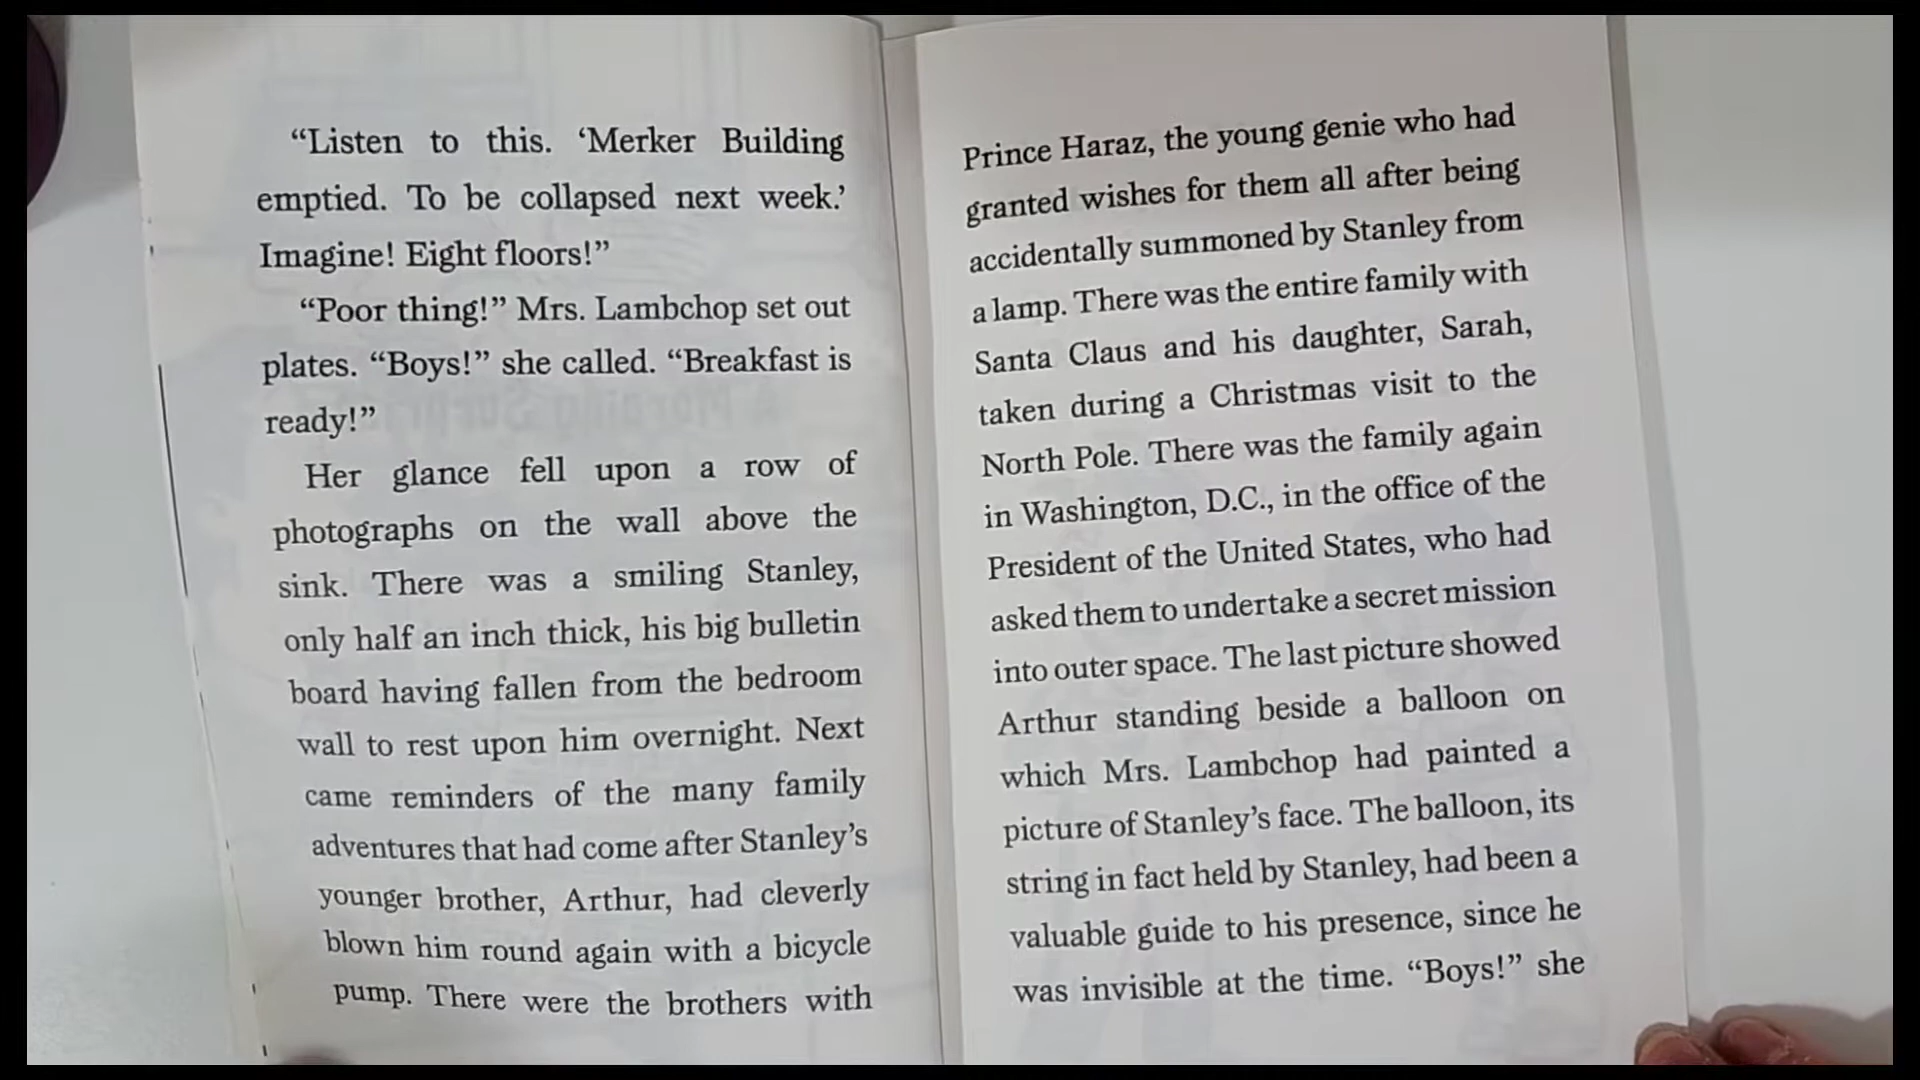 “Listen to this. ‘Merker Building
emptied. To be collapsed next week.’
Imagine! Eight floors!”
“Poor thing!” Mrs. Lambchop set out
plates. “Boys!” she called. “Breakfast is
ready!”
Her glance fell upon a row of
photographs on the wall above the
sink. There was a smiling Stanley,
only half an inch thick, his big bulletin
board having fallen from the bedroom
wall to rest upon him overnight. Next
came reminders of the many family
adventures that had come after Stanley’s
younger brother, Arthur, had cleverly
blown him round again with a bicycle
pump. There were the brothers with
Prince Haraz, the young genie who had
granted wishes for them all after being
accidentally summoned by Stanley from
a lamp. There was the entire family with
Santa Claus and his daughter, Sarah,
taken during a Christmas visit to the
North Pole. There was the family again
in Washington, D.C., in the office of the
President of the United States, who had
asked them to undertake a secret mission
into outer space. The last picture showed
Arthur standing beside a balloon on
which Mrs. Lambchop had painted a
picture of Stanley’s face. The balloon, its
string in fact held by Stanley, had been a
valuable guide to his presence, since he
was invisible at the time. “Boys!” she